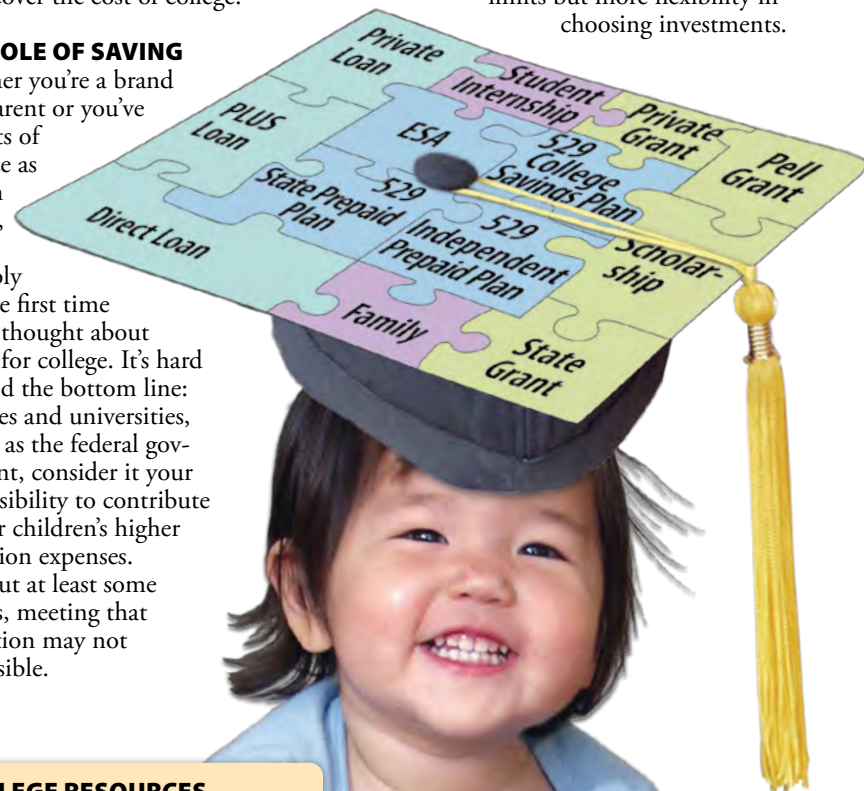 cover the cost of college.
limits but more flexibility in
choosing investments.
OLE OF SAVING
her you're a brand
arent or you've
ts of
e as
n
,
bly
e first time
thought about
for college. It's hard
d the bottom line:
es and universities,
as the federal gov-
nt, consider it your
sibility to contribute
r children's higher
ion expenses.
ut at least some
s, meeting that
tion may not
sible.
Private
Loan
Student
Internship
Private
Grant
Pell
Grant
PLUS
Loan
ESA
529
College
Savings Plan
529
State Prepaid
Plan
529
Independent
Prepaid Plan
Scholar-
ship
Direct Loan
Family
State
Grant
LEGE RESOURCES